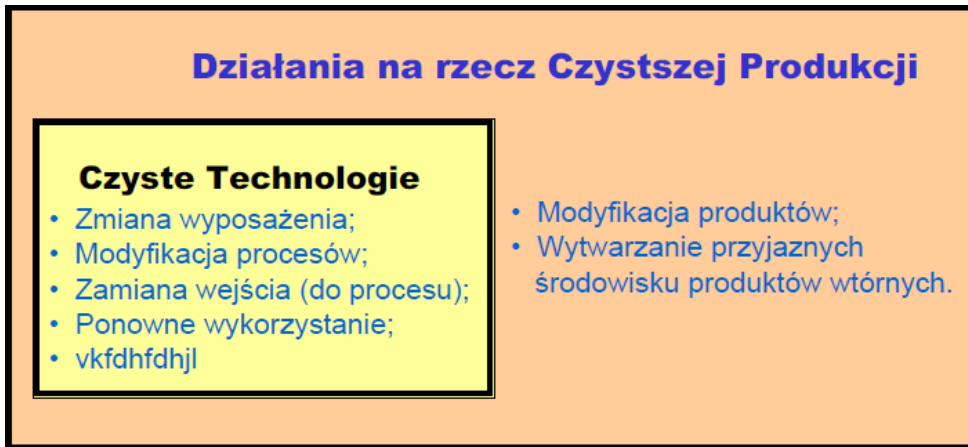 Działania na rzecz Czystszej Produkcji
Czyste Technologie
• Zmiana wyposażenia;
• Modyfikacja procesów;
• Zamiana wejścia (do procesu);
• Ponowne wykorzystanie;
• vkfdhfdhjl
• Modyfikacja produktów;
• Wytwarzanie przyjaznych
środowisku produktów wtórnych.